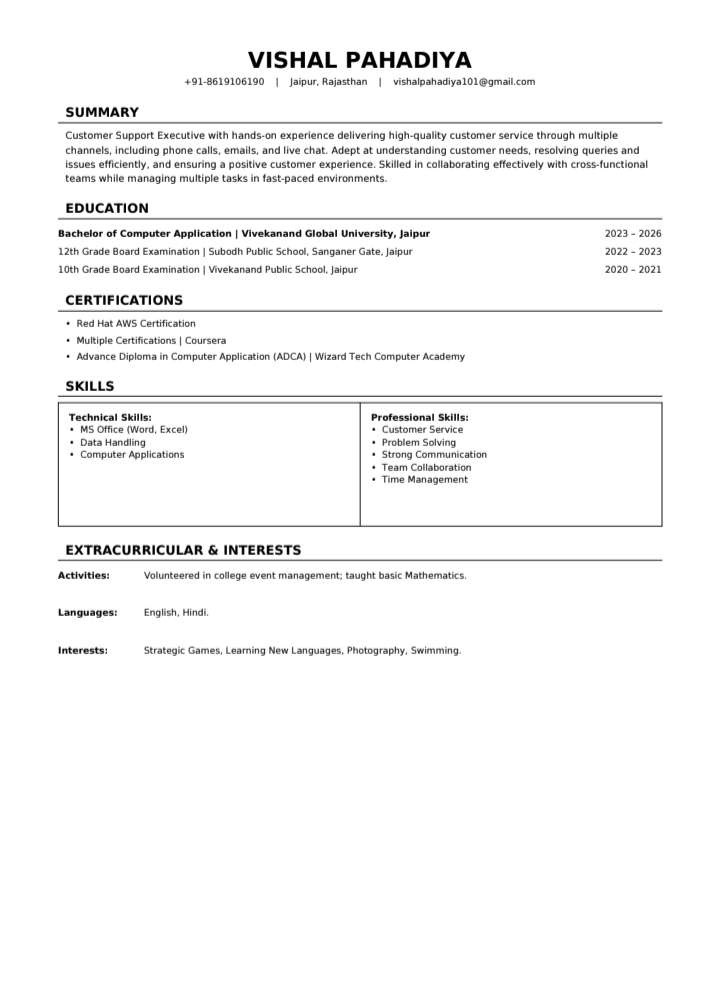 VISHAL PAHADIYA
+91-8619106190 | Jaipur, Rajasthan | vishalpahadiya101@gmail.com
SUMMARY
Customer Support Executive with hands-on experience delivering high-quality customer service through multiple
channels, including phone calls, emails, and live chat. Adept at understanding customer needs, resolving queries and
issues efficiently, and ensuring a positive customer experience. Skilled in collaborating effectively with cross-functional
teams while managing multiple tasks in fast-paced environments.
EDUCATION
Bachelor of Computer Application | Vivekanand Global University, Jaipur 2023 – 2026
12th Grade Board Examination | Subodh Public School, Sanganer Gate, Jaipur 2022 – 2023
10th Grade Board Examination | Vivekanand Public School, Jaipur 2020 – 2021
CERTIFICATIONS
• Red Hat AWS Certification
• Multiple Certifications | Coursera
• Advance Diploma in Computer Application (ADCA) | Wizard Tech Computer Academy
SKILLS
Technical Skills:
• MS Office (Word, Excel)
• Data Handling
• Computer Applications
Professional Skills:
• Customer Service
• Problem Solving
• Strong Communication
• Team Collaboration
• Time Management
EXTRACURRICULAR & INTERESTS
Activities: Volunteered in college event management; taught basic Mathematics.
Languages: English, Hindi.
Interests: Strategic Games, Learning New Languages, Photography, Swimming.